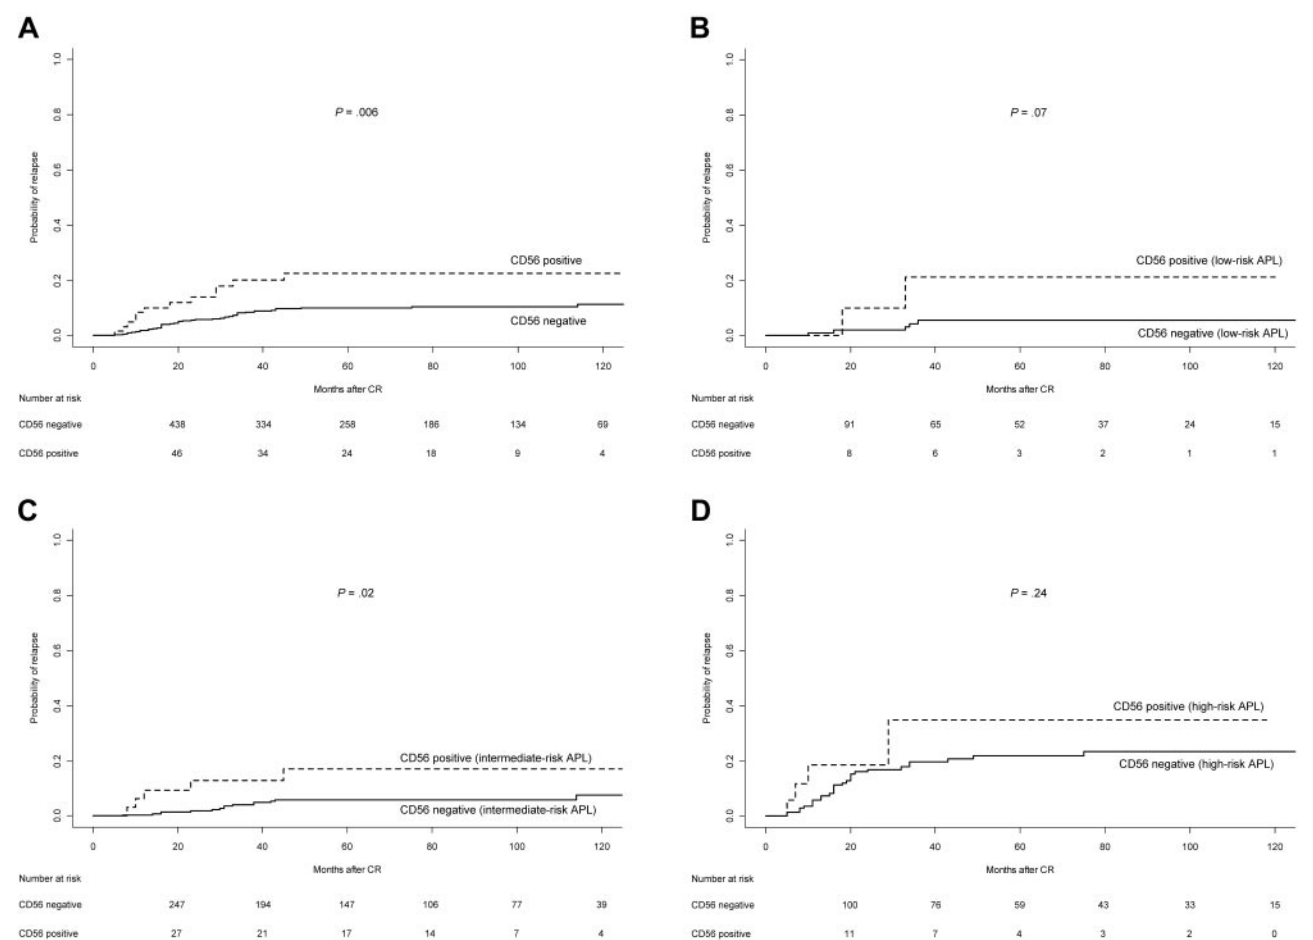 A
1.0
0.8
0.6
0.4
0.2
0.0
Probability of relapse
P = .006
CD56 positive
CD56 negative
0 20 40 60 80 100 120
Months after CR
Number at risk
CD56 negative 438 334 258 186 134 69
CD56 positive 46 34 24 18 9 4
B
1.0
0.8
0.6
0.4
0.2
0.0
Probability of relapse
P = .07
CD56 positive (low-risk APL)
CD56 negative (low-risk APL)
0 20 40 60 80 100 120
Months after CR
Number at risk
CD56 negative 91 65 52 37 24 15
CD56 positive 8 6 3 2 1 1
C
1.0
0.8
0.6
0.4
0.2
0.0
Probability of relapse
P = .02
CD56 positive (intermediate-risk APL)
CD56 negative (intermediate-risk APL)
0 20 40 60 80 100 120
Months after CR
Number at risk
CD56 negative 247 194 147 106 77 39
CD56 positive 27 21 17 14 7 4
D
1.0
0.8
0.6
0.4
0.2
0.0
Probability of relapse
P = .24
CD56 positive (high-risk APL)
CD56 negative (high-risk APL)
0 20 40 60 80 100 120
Months after CR
Number at risk
CD56 negative 100 76 59 43 33 15
CD56 positive 11 7 4 3 2 0